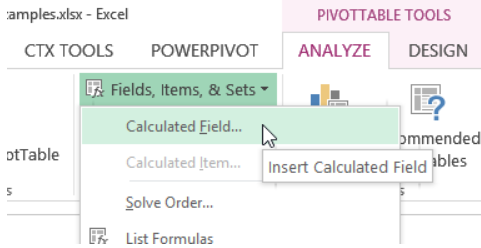 amples.xlsx - Excel
PIVOTTABLE TOOLS
CTX TOOLS POWERPIVOT ANALYZE DESIGN
Fields, Items, & Sets
Calculated Field...
ommended
otTable
Calculated Item...
Insert Calculated Field
ables
s
s
Solve Order...
List Formulas